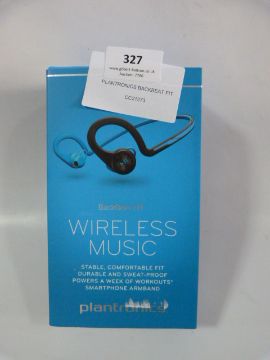 327
PLANTRONICS BACKBEAT FIT
BackBeat FIT
WIRELESS
MUSIC
STABLE, COMFORTABLE FIT
DURABLE AND SWEAT-PROOF
POWERS A WEEK OF WORKOUTS*
SMARTPHONE ARMBAND
plantronics